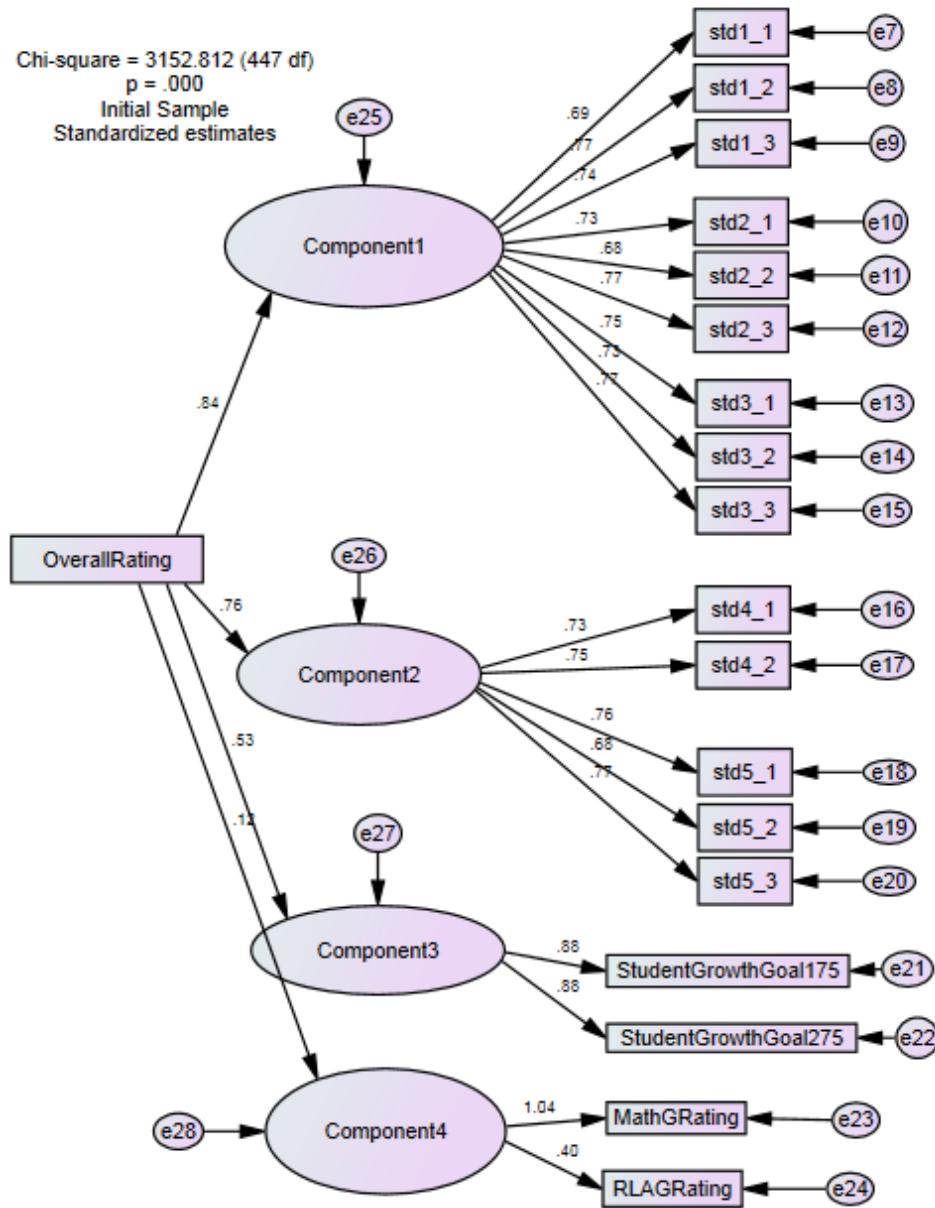 Chi-square = 3152.812 (447 df)
p = .000
Initial Sample
Standardized estimates
e25
Component1
.69
.77
.74
.73
.68
.77
.75
.73
.77
std1_1
e7
std1_2
e8
std1_3
e9
std2_1
e10
std2_2
e11
std2_3
e12
std3_1
e13
std3_2
e14
std3_3
e15
.84
OverallRating
.76
.53
.12
e26
Component2
.73
.75
.76
.68
.77
std4_1
e16
std4_2
e17
std5_1
e18
std5_2
e19
std5_3
e20
e27
Component3
.88
.88
StudentGrowthGoal175
e21
StudentGrowthGoal275
e22
e28
Component4
1.04
.40
MathGRating
e23
RLAGRating
e24